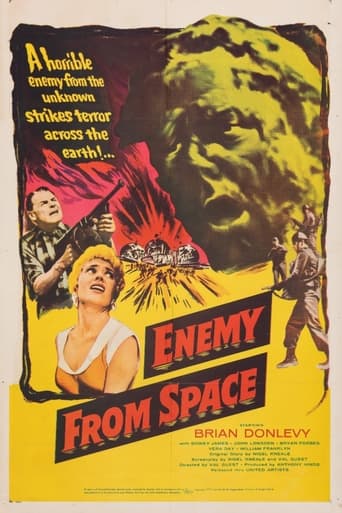 A horrible
enemy from the
unknown
strikes terror
across the
earth!...
ENEMY
FROM SPACE
STARRING
BRIAN DONLEVY
with SIDNEY JAMES · JOHN LONGDEN · BRYAN FORBES
VERA DAY · WILLIAM FRANKLYN
Original Story by NIGEL KNEALE
Screenplay by NIGEL KNEALE and VAL GUEST
Directed by VAL GUEST · Produced by ANTHONY HINDS
Released thru UNITED ARTISTS